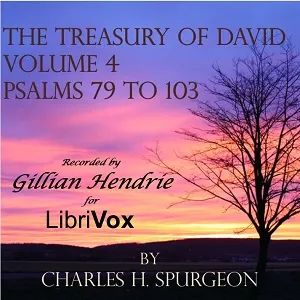 THE TREASURY OF DAVID
VOLUME 4
PSALMS 79 TO 103
Recorded by
Gillian Hendrie
for
LibriVox
BY
CHARLES H. SPURGEON